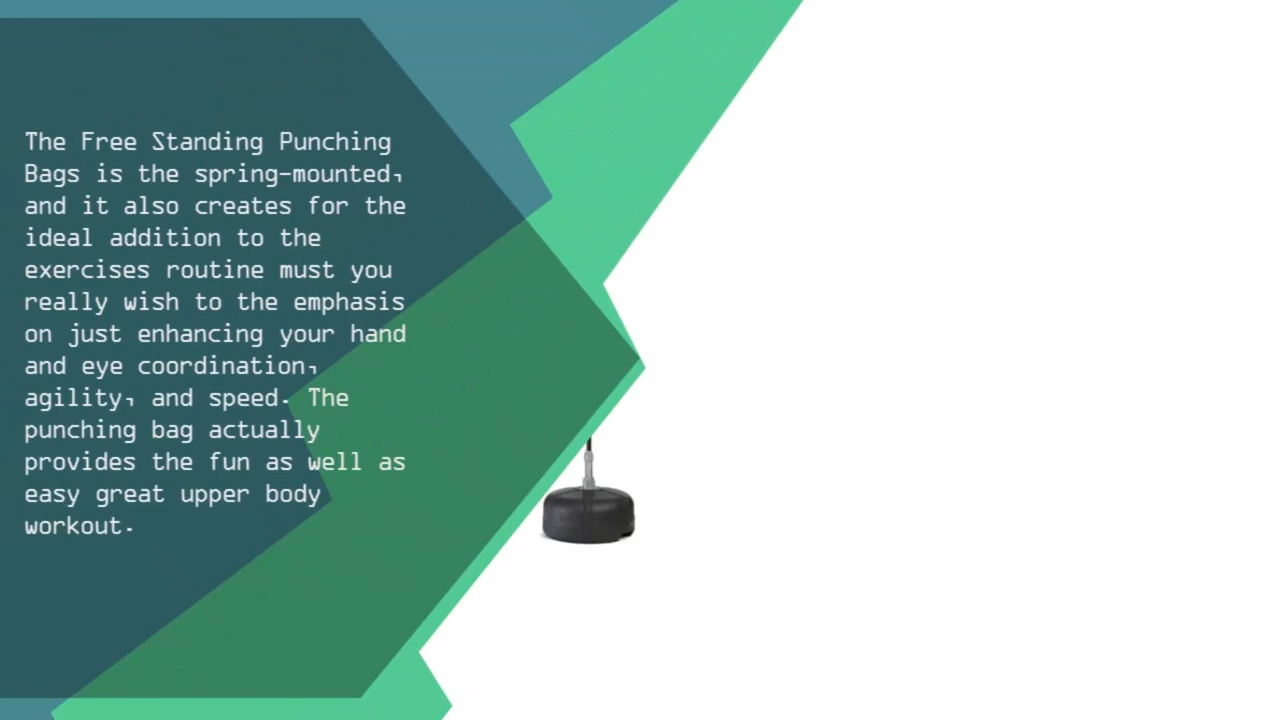 The Free Standing Punching
Bags is the spring-mounted,
and it also creates for the
ideal addition to the
exercises routine must you
really wish to the emphasis
on just enhancing your hand
and eye coordination,
agility, and speed. The
punching bag actually
provides the fun as well as
easy great upper body
workout.